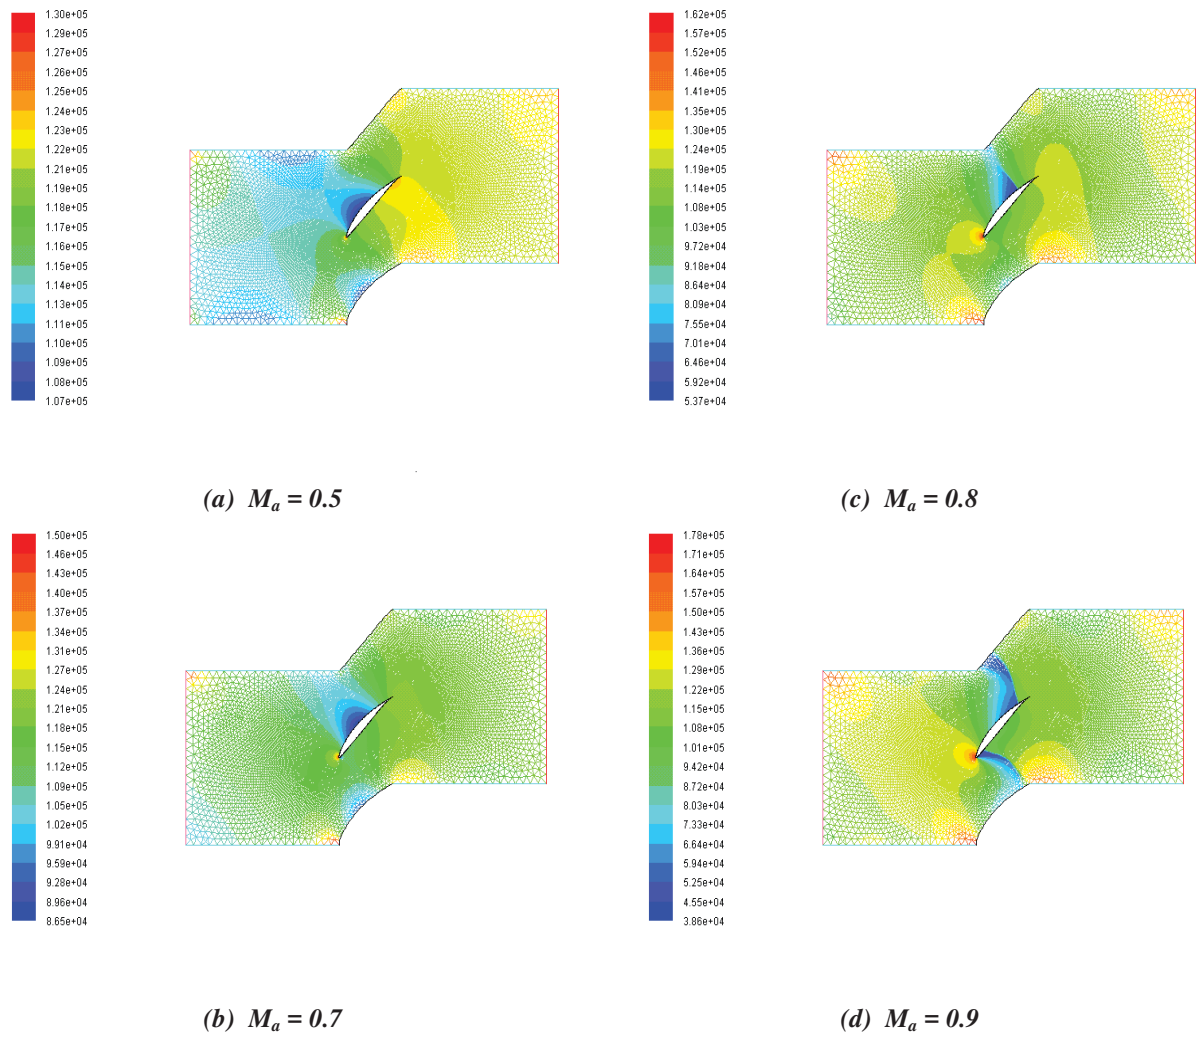 1.30e+05
1.29e+05
1.27e+05
1.26e+05
1.24e+05
1.23e+05
1.22e+05
1.21e+05
1.19e+05
1.18e+05
1.17e+05
1.16e+05
1.15e+05
1.14e+05
1.13e+05
1.11e+05
1.10e+05
1.09e+05
1.08e+05
1.07e+05
(a) Ma = 0.5
1.62e+05
1.57e+05
1.52e+05
1.46e+05
1.41e+05
1.35e+05
1.30e+05
1.24e+05
1.19e+05
1.14e+05
1.08e+05
1.03e+05
9.72e+04
9.18e+04
8.64e+04
8.09e+04
7.55e+04
7.01e+04
6.46e+04
5.92e+04
5.37e+04
(c) Ma = 0.8
1.50e+05
1.46e+05
1.43e+05
1.40e+05
1.37e+05
1.34e+05
1.31e+05
1.27e+05
1.24e+05
1.21e+05
1.18e+05
1.15e+05
1.12e+05
1.09e+05
1.05e+05
1.02e+05
9.91e+04
9.59e+04
9.28e+04
8.96e+04
8.65e+04
(b) Ma = 0.7
1.78e+05
1.71e+05
1.64e+05
1.57e+05
1.50e+05
1.43e+05
1.36e+05
1.29e+05
1.22e+05
1.15e+05
1.08e+05
1.01e+05
9.42e+04
8.72e+04
8.03e+04
7.33e+04
6.64e+04
5.94e+04
5.25e+04
4.55e+04
3.86e+04
(d) Ma = 0.9